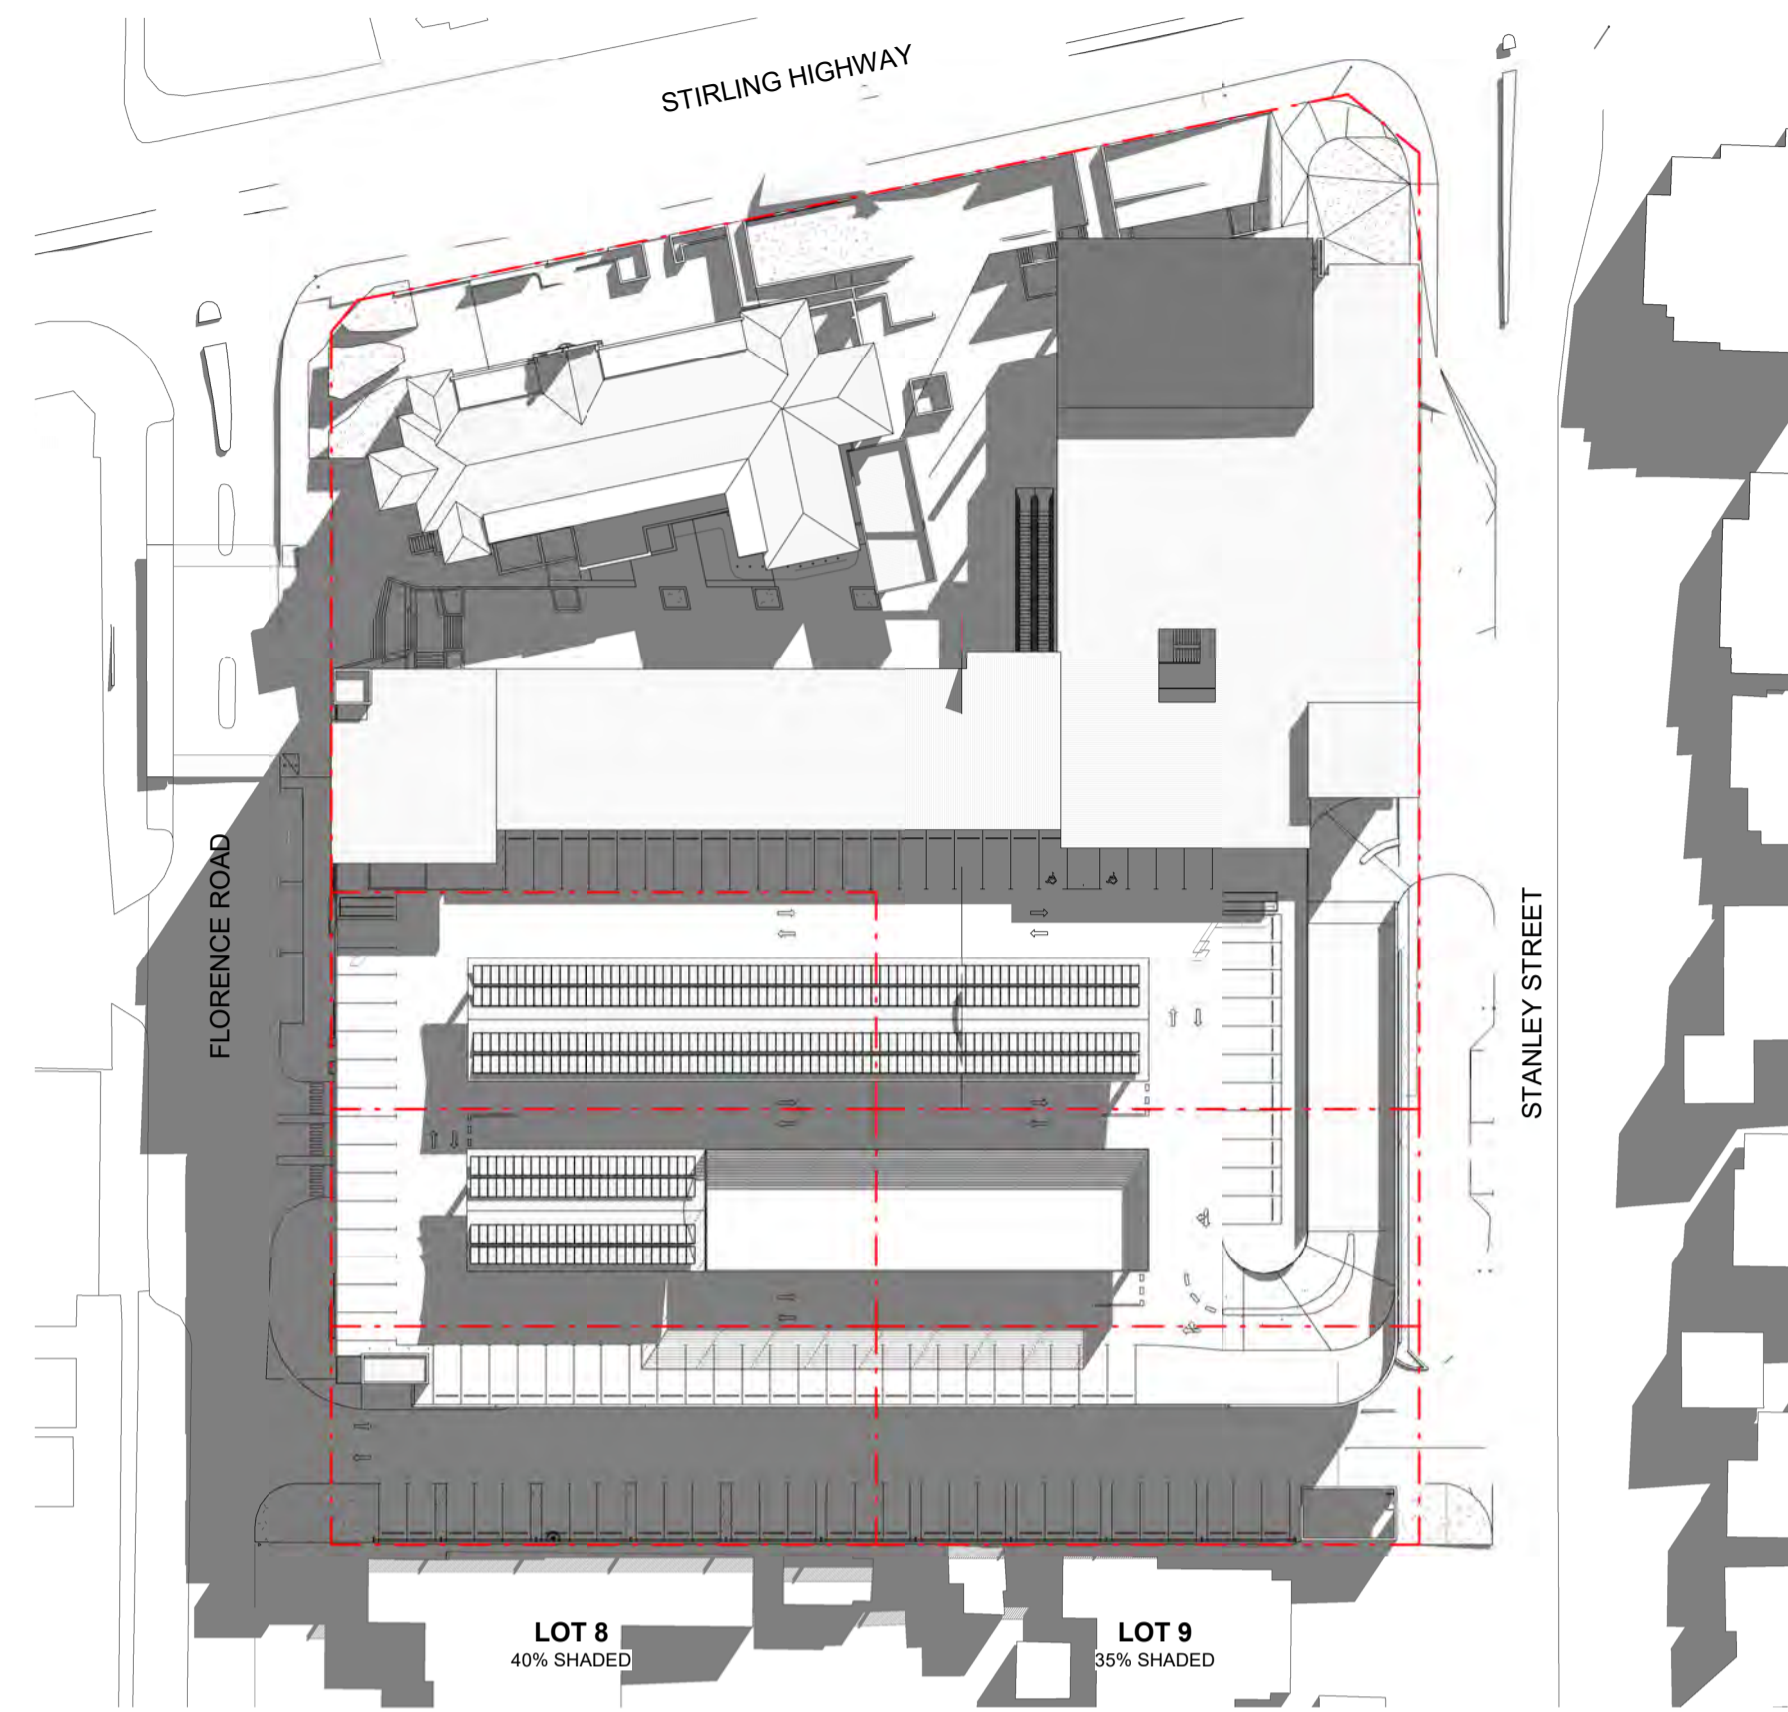 STIRLING HIGHWAY
FLORENCE ROAD
STANLEY STREET
LOT 8
40% SHADED
LOT 9
35% SHADED